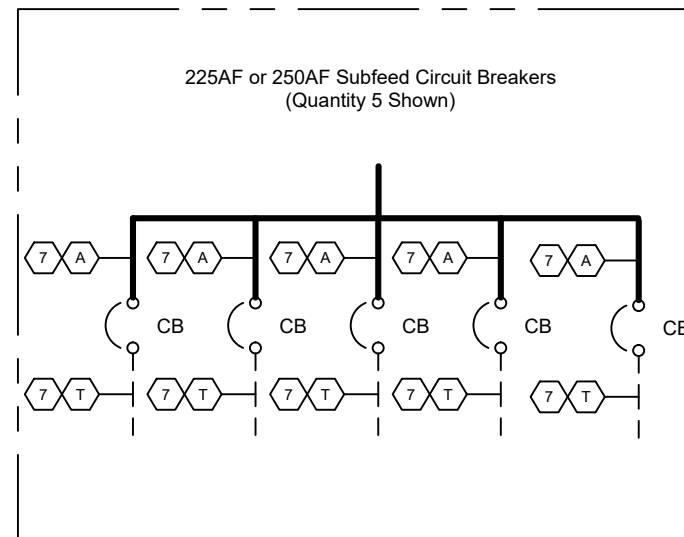 225AF or 250AF Subfeed Circuit Breakers
(Quantity 5 Shown)
7 A 7 A 7 A 7 A 7 A
CB CB CB CB CB
7 T 7 T 7 T 7 T 7 T